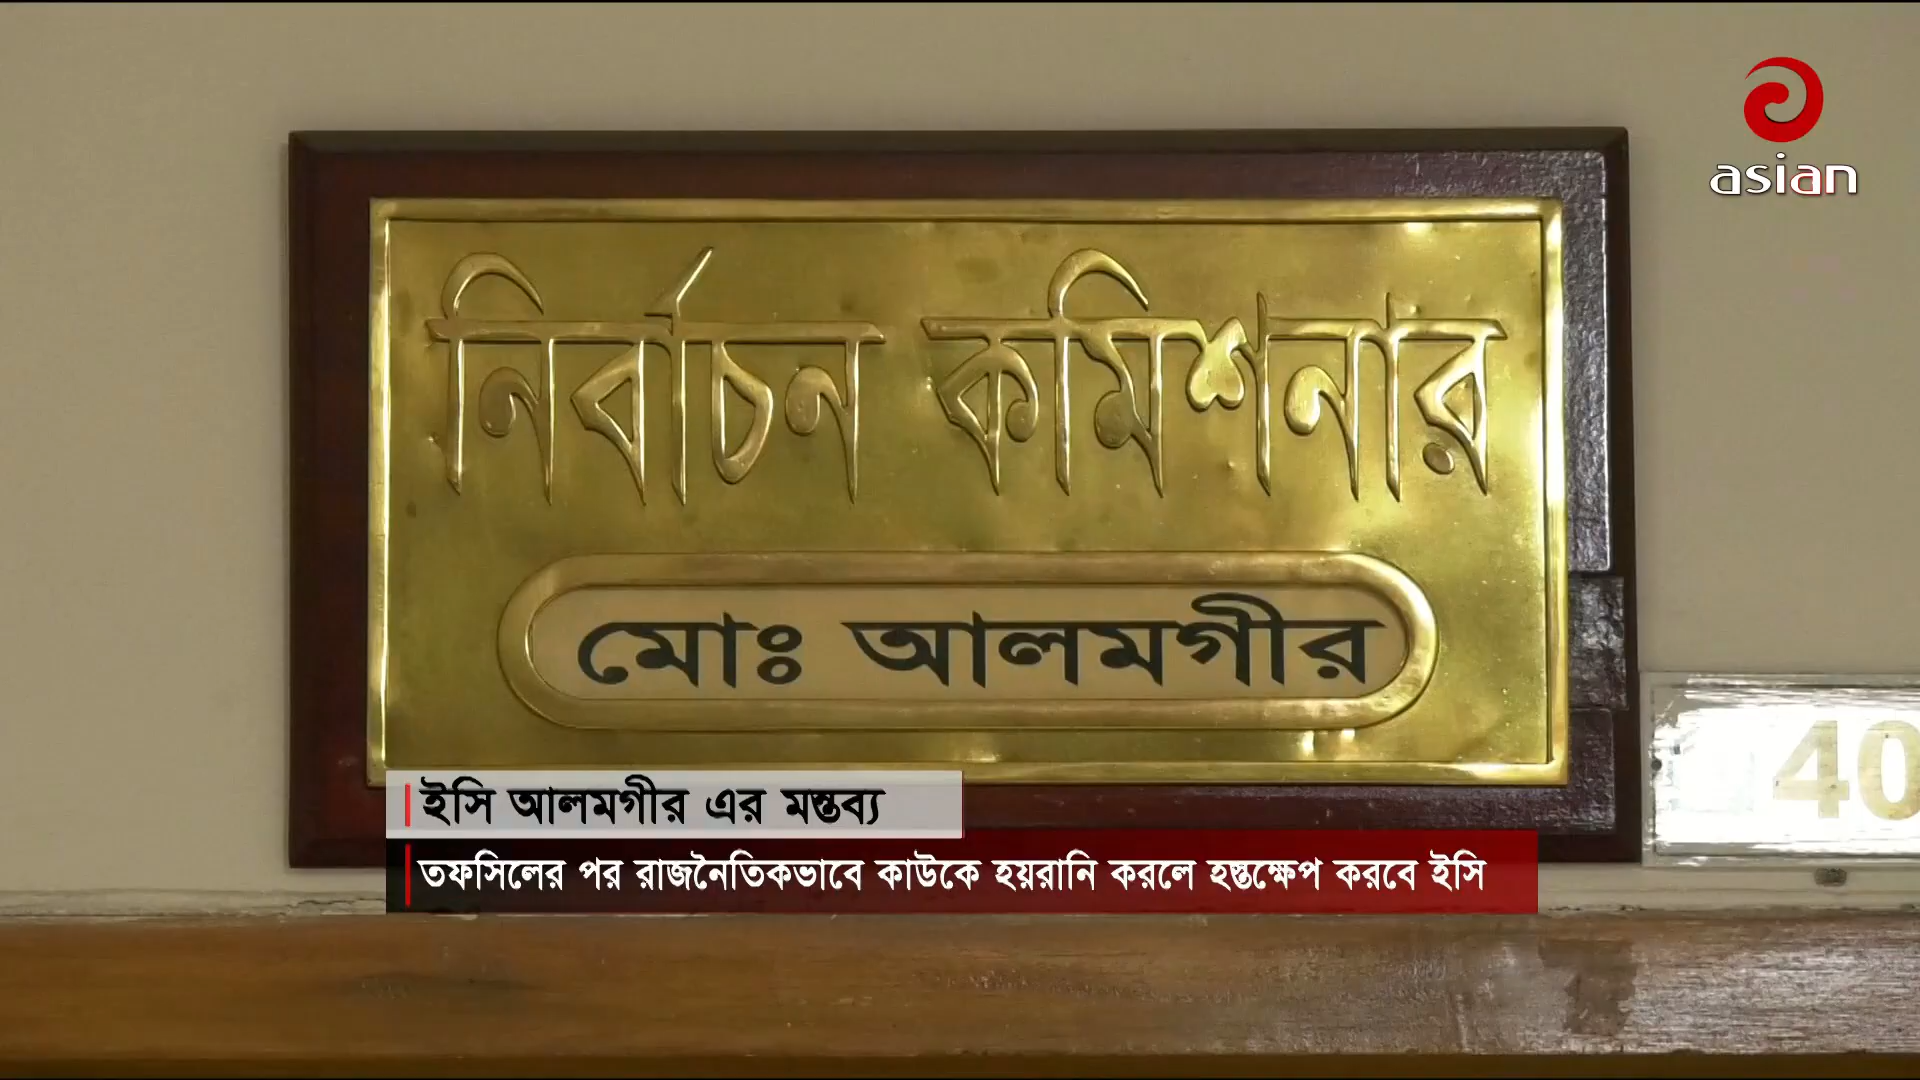 asian
নির্বাচন কমিশনার
মোঃ আলমগীর
40
ইসি আলমগীর এর মন্তব্য
তফসিলের পর রাজনৈতিকভাবে কাউকে হয়রানি করলে হস্তক্ষেপ করবে ইসি